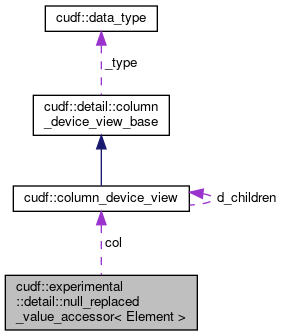 cudf::data_type
_type
cudf::detail::column
_device_view_base
cudf::column_device_view
d_children
col
cudf::experimental
::detail::null_replaced
_value_accessor< Element >